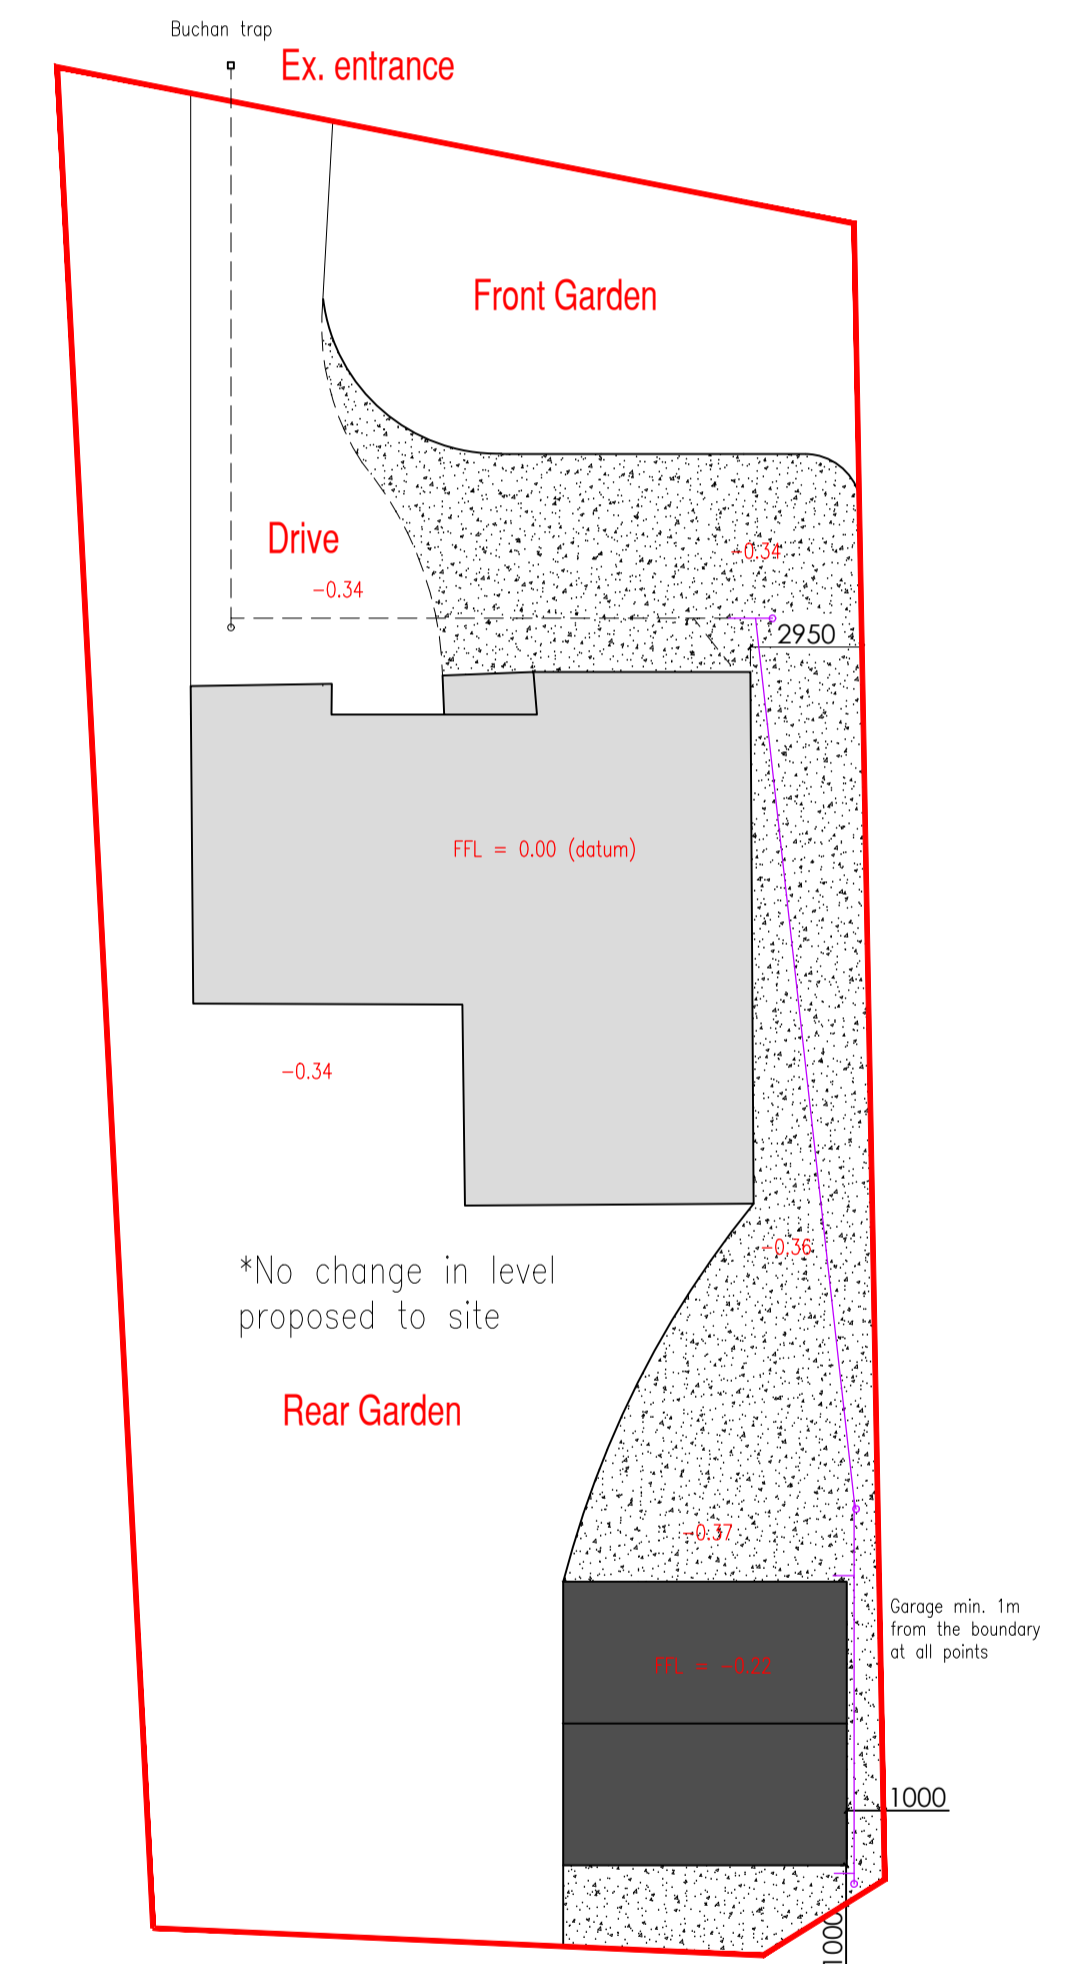 Buchan trap
Ex. entrance
Front Garden
Drive
-0.34
-0.34
2950
FFL = 0.00 (datum)
-0.34
-0.36
*No change in level
proposed to site
Rear Garden
-0.37
Garage min. 1m
from the boundary
at all points
FFL = -0.22
1000
1000